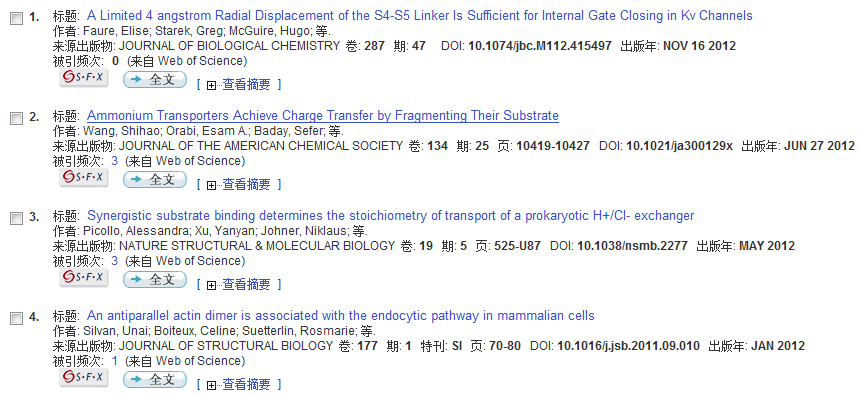 1. 标题: A Limited 4 angstrom Radial Displacement of the S4-S5 Linker Is Sufficient for Internal Gate Closing in Kv Channels
作者: Faure, Elise; Starek, Greg; McGuire, Hugo; 等.
来源出版物: JOURNAL OF BIOLOGICAL CHEMISTRY 卷: 287 期: 47 DOI: 10.1074/jbc.M112.415497 出版年: NOV 16 2012
被引频次: 0 (来自 Web of Science)
S·F·X 全文 [ 查看摘要 ]
2. 标题: Ammonium Transporters Achieve Charge Transfer by Fragmenting Their Substrate
作者: Wang, Shihao; Orabi, Esam A.; Baday, Sefer; 等.
来源出版物: JOURNAL OF THE AMERICAN CHEMICAL SOCIETY 卷: 134 期: 25 页: 10419-10427 DOI: 10.1021/ja300129x 出版年: JUN 27 2012
被引频次: 3 (来自 Web of Science)
S·F·X 全文 [ 查看摘要 ]
3. 标题: Synergistic substrate binding determines the stoichiometry of transport of a prokaryotic H+/Cl- exchanger
作者: Picollo, Alessandra; Xu, Yanyan; Johner, Niklaus; 等.
来源出版物: NATURE STRUCTURAL & MOLECULAR BIOLOGY 卷: 19 期: 5 页: 525-U87 DOI: 10.1038/nsmb.2277 出版年: MAY 2012
被引频次: 3 (来自 Web of Science)
S·F·X 全文 [ 查看摘要 ]
4. 标题: An antiparallel actin dimer is associated with the endocytic pathway in mammalian cells
作者: Silvan, Unai; Boiteux, Celine; Suetterlin, Rosmarie; 等.
来源出版物: JOURNAL OF STRUCTURAL BIOLOGY 卷: 177 期: 1 特刊: SI 页: 70-80 DOI: 10.1016/j.jsb.2011.09.010 出版年: JAN 2012
被引频次: 1 (来自 Web of Science)
S·F·X 全文 [ 查看摘要 ]